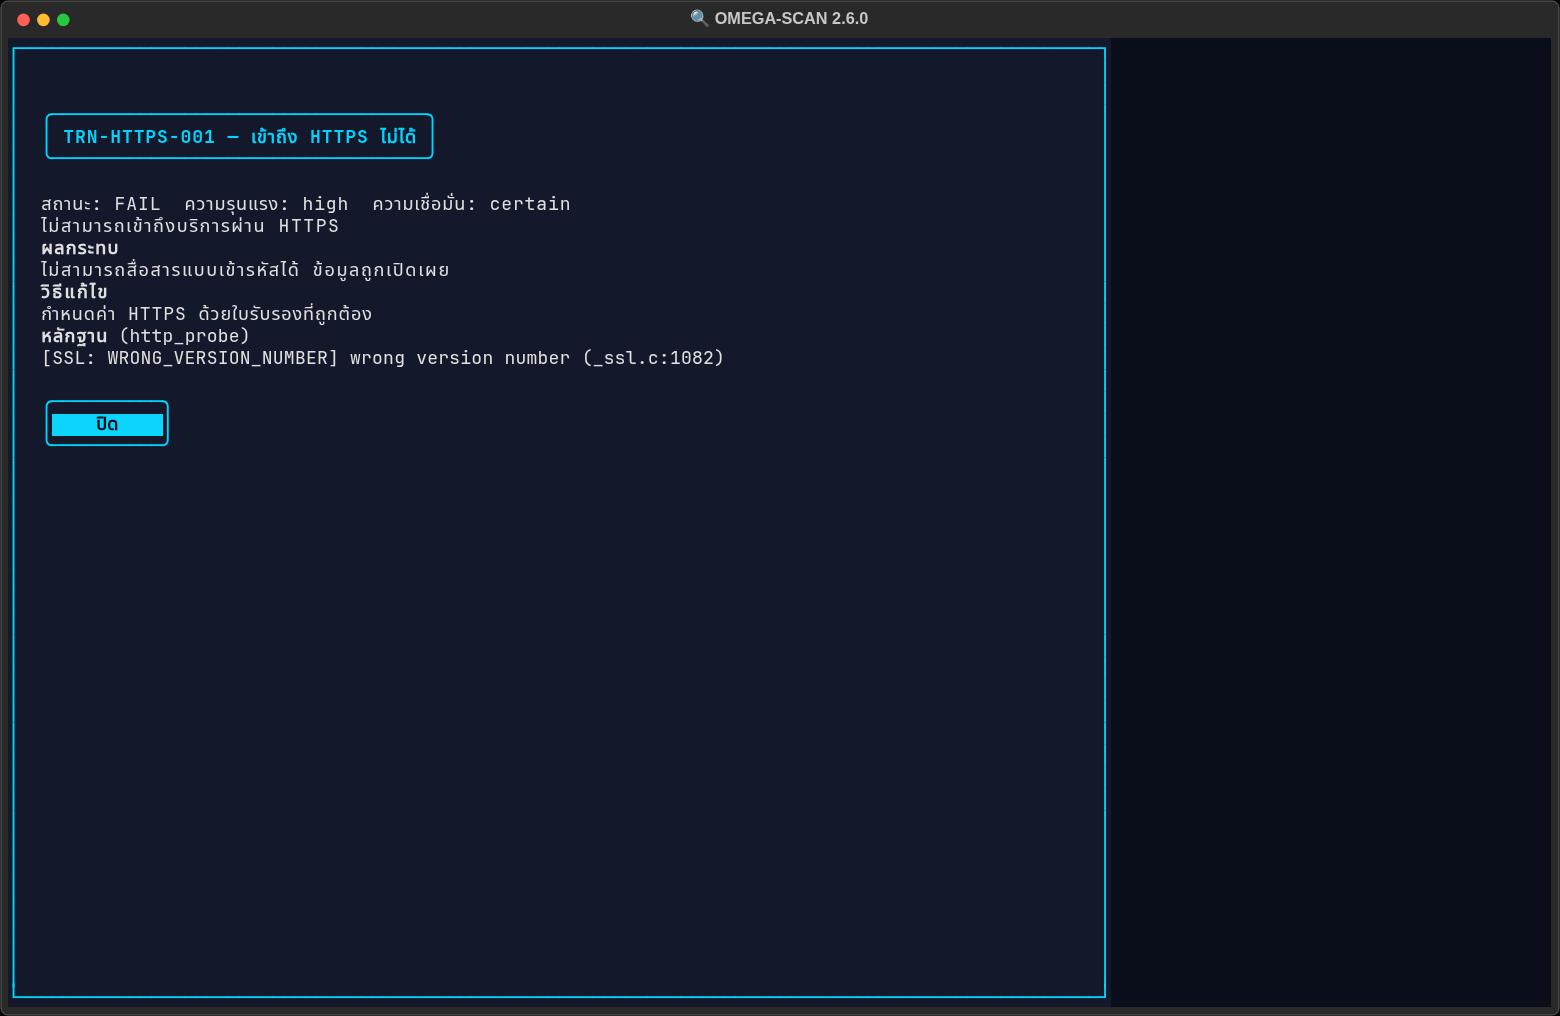 🔍 OMEGA-SCAN 2.6.0
TRN-HTTPS-001 — เข้าถึง HTTPS ไม่ได้
สถานะ: FAIL  ความรุนแรง: high  ความเชื่อมั่น: certain
ไม่สามารถเข้าถึงบริการผ่าน HTTPS
ผลกระทบ
ไม่สามารถสื่อสารแบบเข้ารหัสได้ ข้อมูลถูกเปิดเผย
วิธีแก้ไข
กำหนดค่า HTTPS ด้วยใบรับรองที่ถูกต้อง
หลักฐาน (http_probe)
[SSL: WRONG_VERSION_NUMBER] wrong version number (_ssl.c:1082)
ปิด